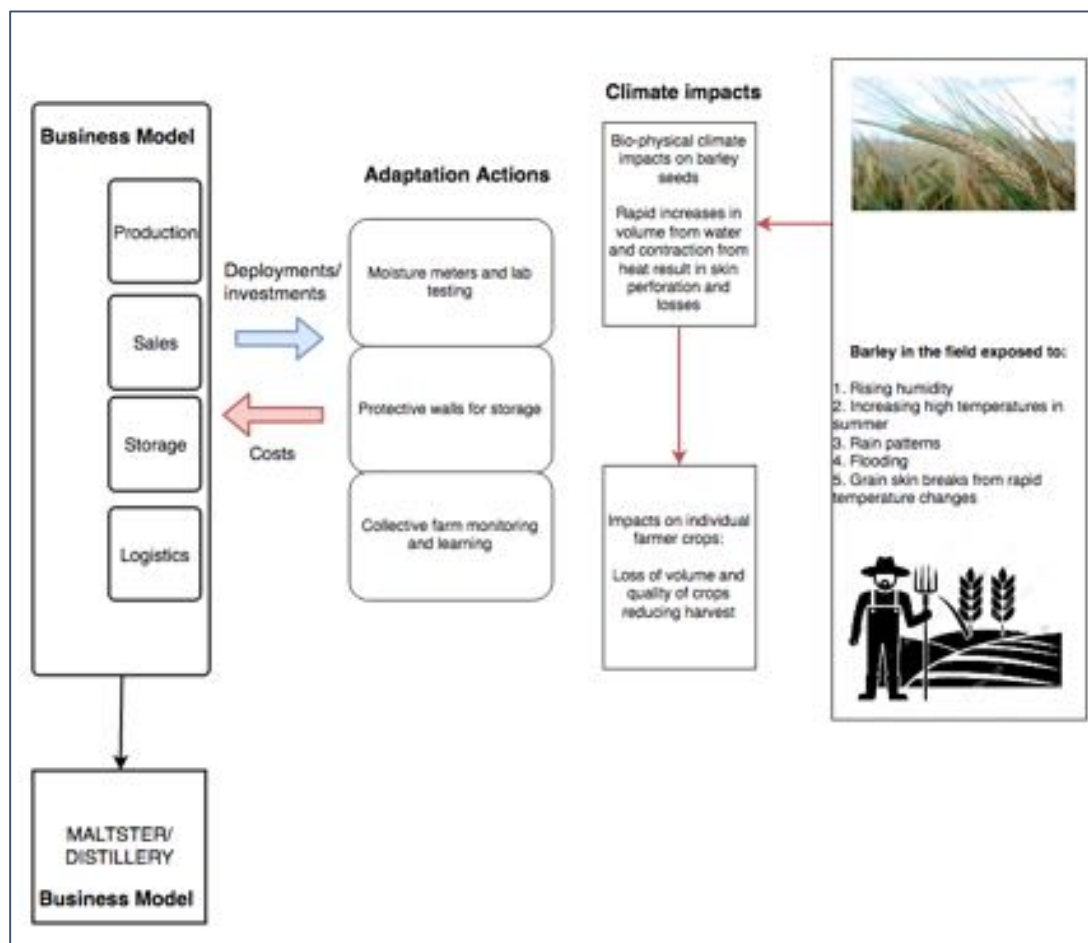 Business Model
Production
Sales
Storage
Logistics
MALTSTER/
DISTILLERY
Business Model
Deployments/
investments
Costs
Adaptation Actions
Moisture meters and lab
testing
Protective walls for storage
Collective farm monitoring
and learning
Climate impacts
Bio-physical climate
impacts on barley
seeds
Rapid increases in
volume from water
and contraction from
heat result in skin
perforation and
losses
Impacts on individual
farmer crops:
Loss of volume and
quality of crops
reducing harvest
Barley in the field exposed to:
1. Rising humidity
2. Increasing high temperatures in
summer
3. Rain patterns
4. Flooding
5. Grain skin breaks from rapid
temperature changes